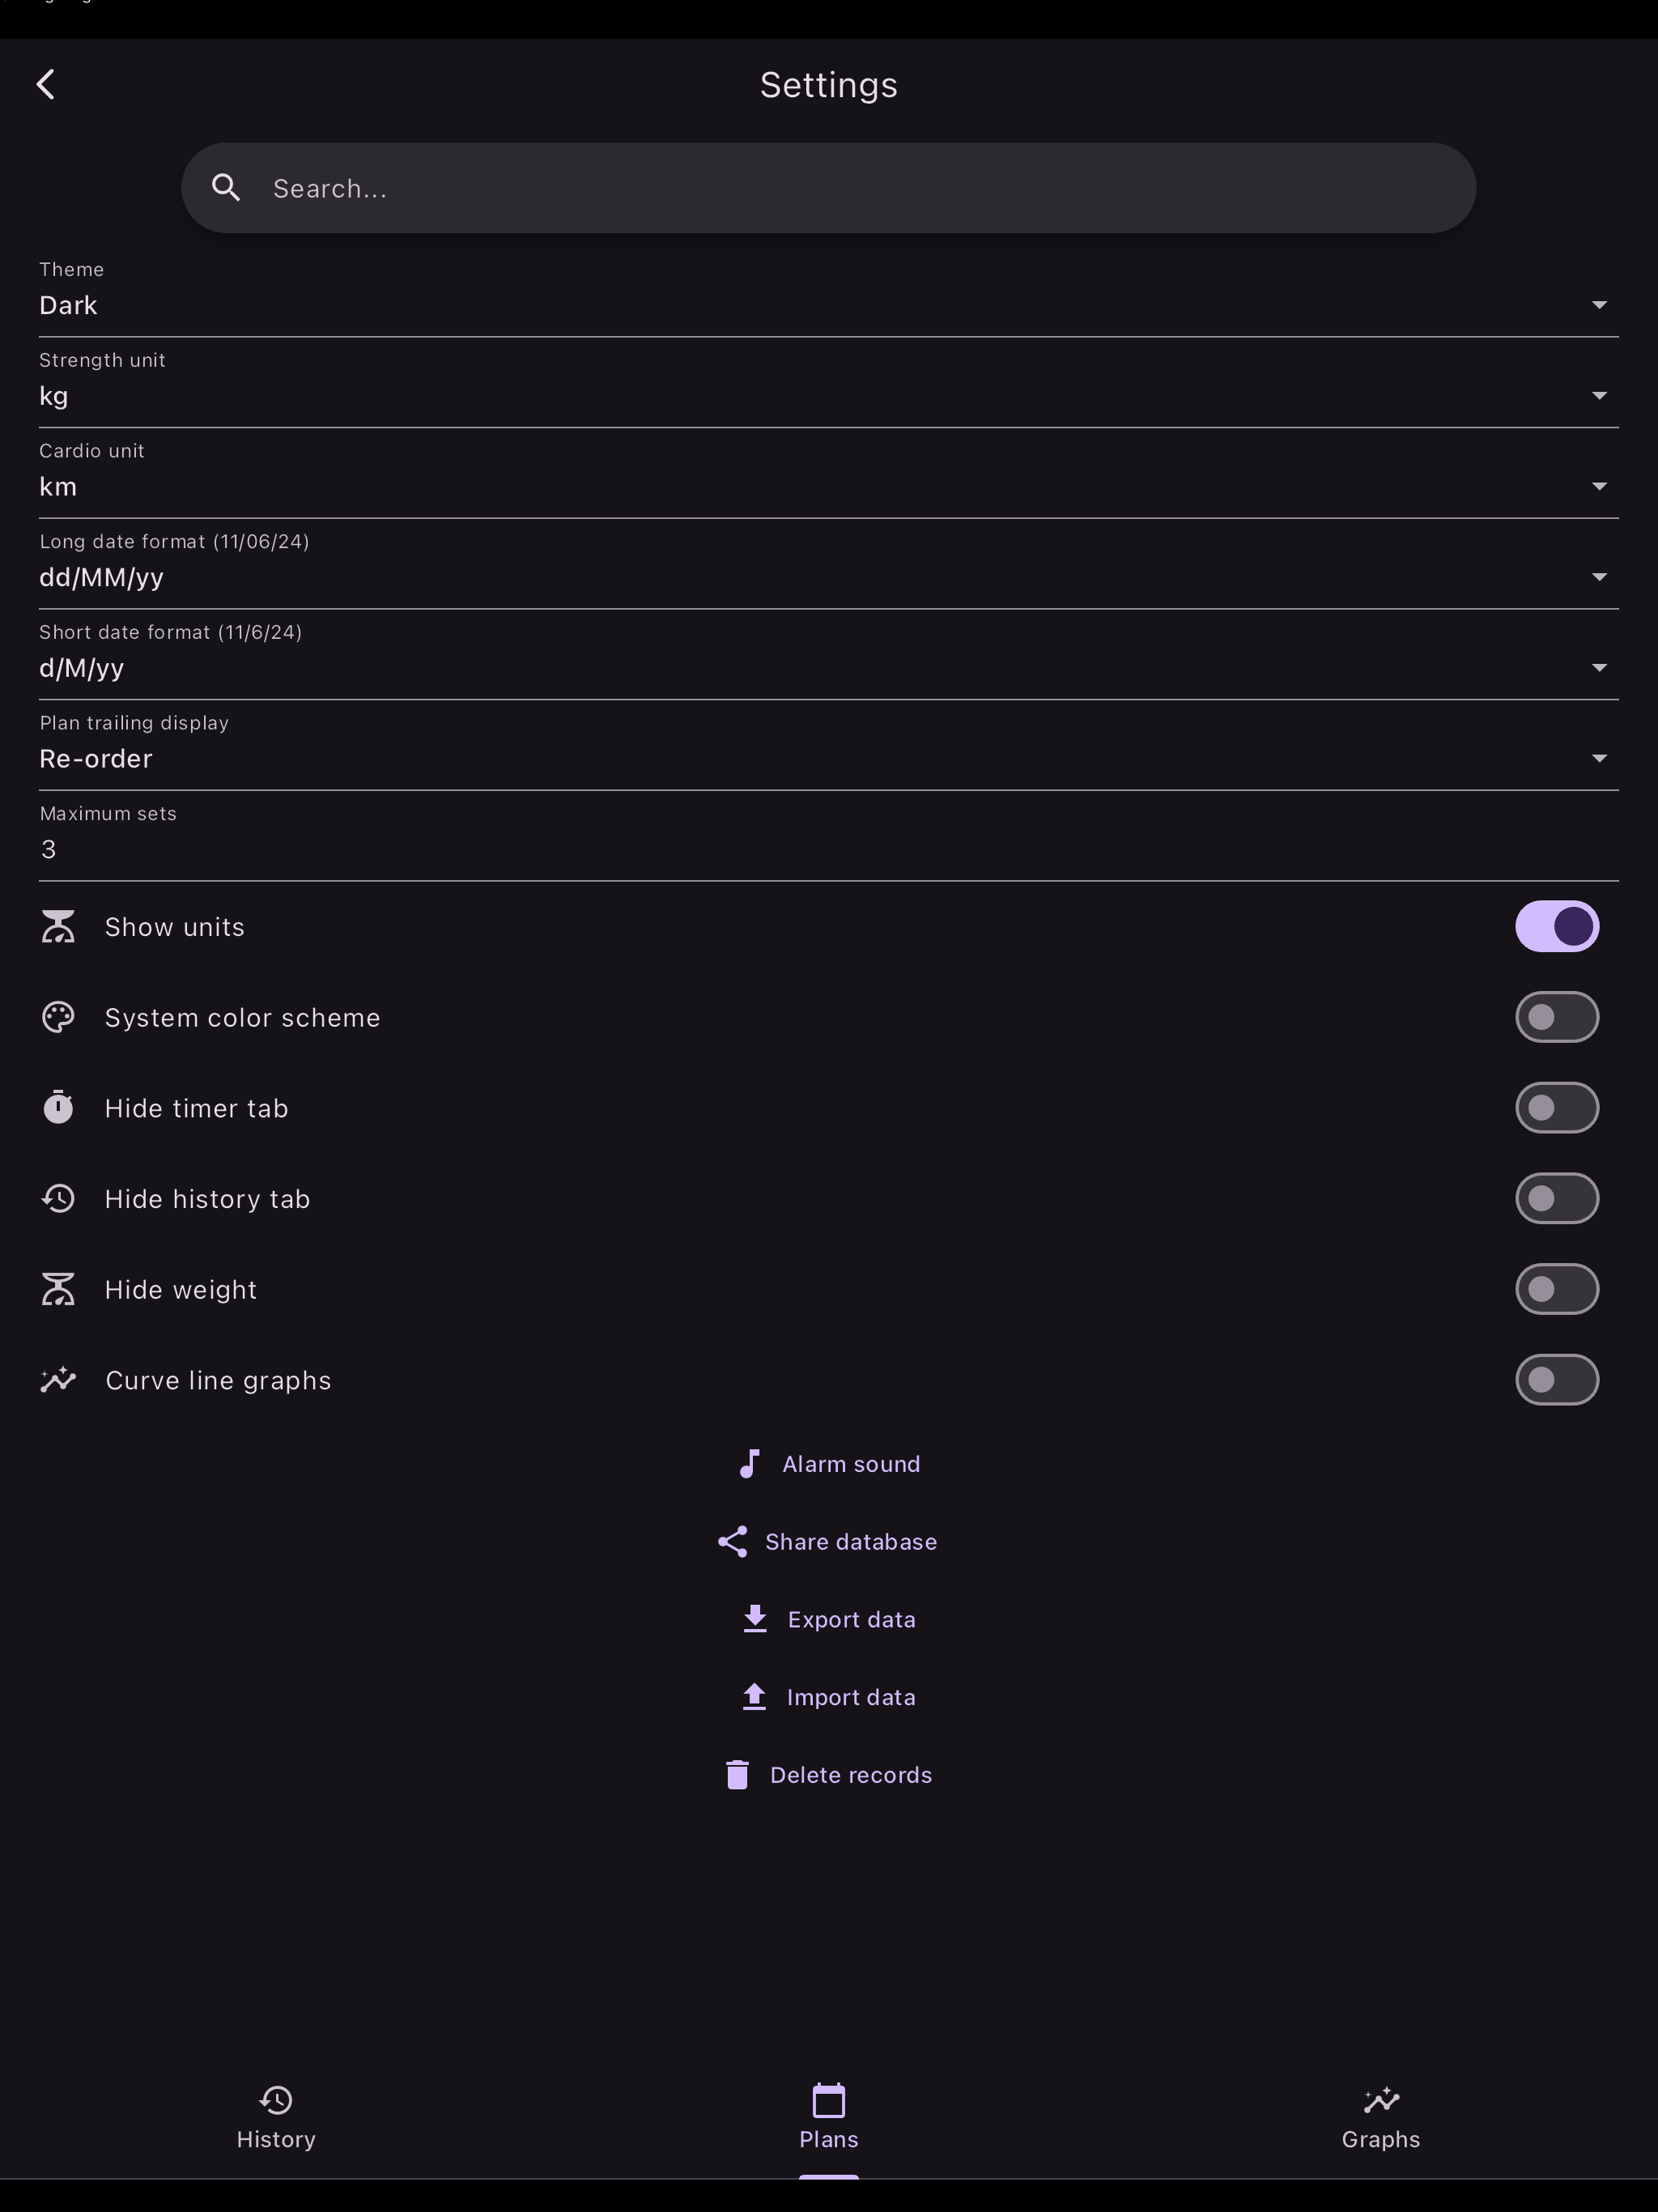 Settings
Search...
Theme
Dark
Strength unit
kg
Cardio unit
km
Long date format (11/06/24)
dd/MM/yy
Short date format (11/6/24)
d/M/yy
Plan trailing display
Re-order
Maximum sets
3
Show units
System color scheme
Hide timer tab
Hide history tab
Hide weight
Curve line graphs
Alarm sound
Share database
Export data
Import data
Delete records
History
Plans
Graphs